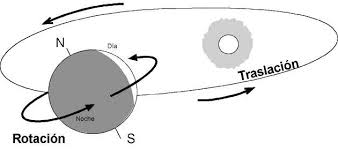 N
Día
Traslación
Noche
Rotación
S